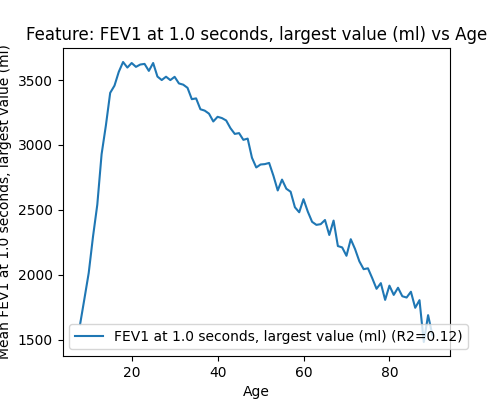 Feature: FEV1 at 1.0 seconds, largest value (ml) vs Age
Mean FEV1 at 1.0 seconds, largest value (ml)
3500
3000
2500
2000
1500
FEV1 at 1.0 seconds, largest value (ml) (R2=0.12)
20
40
60
80
Age